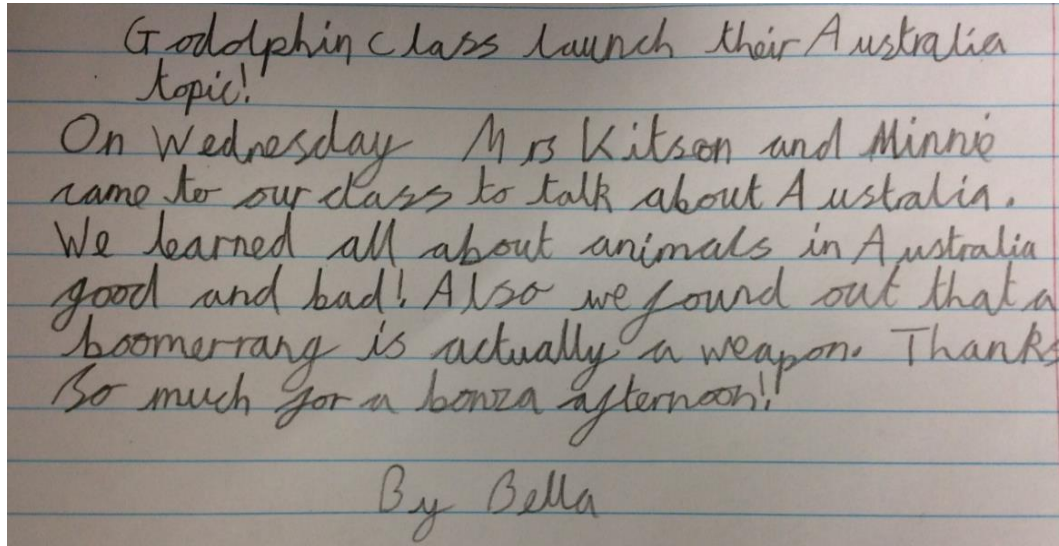 Godolphin class launch their Australia
topic!
On Wednesday Mrs Kitson and Minnie
came to our class to talk about Australia.
We learned all about animals in Australia
good and bad! Also we found out that a
boomerrang is actually a weapon. Thanks
So much for a bonza afternoon!!
By Bella